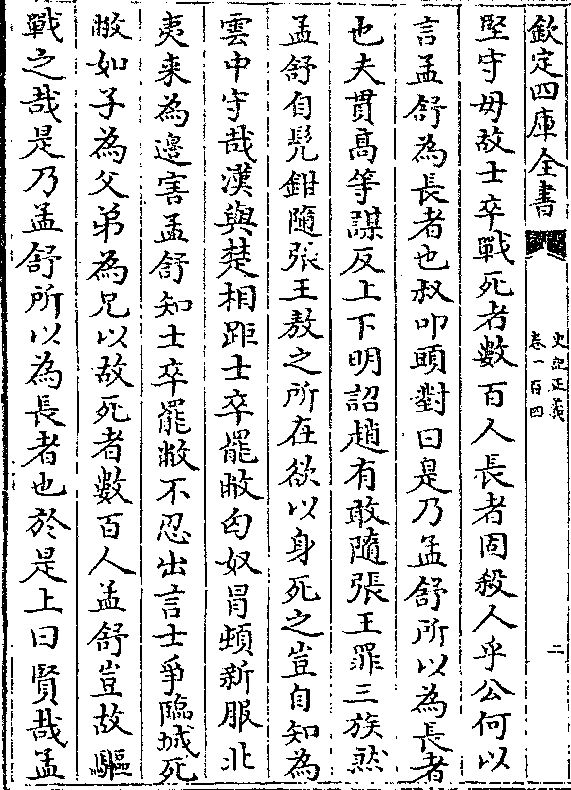 欽定四庫全書
史記正義
卷一百四
二
堅守毋故士卒戰死者數百人長者固殺人乎公何以
言孟舒為長者也叔叩頭對曰是乃孟舒所以為長者
也夫貫髙等謀反上下明詔趙有敢隨張王罪三族然
孟舒自髠鉗隨張王敖之所在欲以身死之豈自知為
雲中守哉漢與楚相距士卒罷敝匈奴冒頓新服北
夷来為邊害孟舒知士卒罷敝不忍出言士爭臨城死
敝如子為父弟為兄以故死者數百人孟舒豈故驅
戰之哉是乃孟舒所以為長者也於是上曰賢哉孟